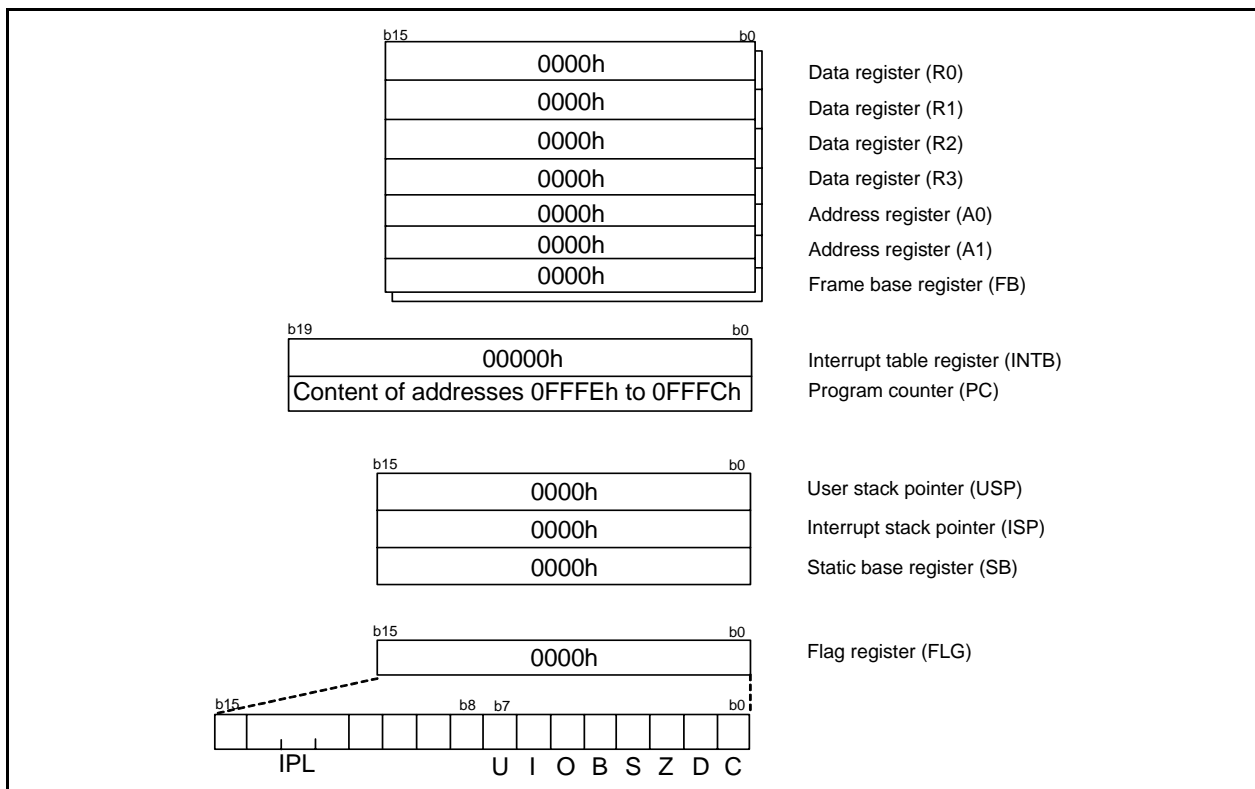 b15 b0
0000h Data register (R0)
0000h Data register (R1)
0000h Data register (R2)
0000h Data register (R3)
0000h Address register (A0)
0000h Address register (A1)
0000h Frame base register (FB)
b19 b0
00000h Interrupt table register (INTB)
Content of addresses 0FFFEh to 0FFFCh Program counter (PC)
b15 b0
0000h User stack pointer (USP)
0000h Interrupt stack pointer (ISP)
0000h Static base register (SB)
b15 b0
0000h Flag register (FLG)
b15 b8 b7 b0
IPL U I O B S Z D C